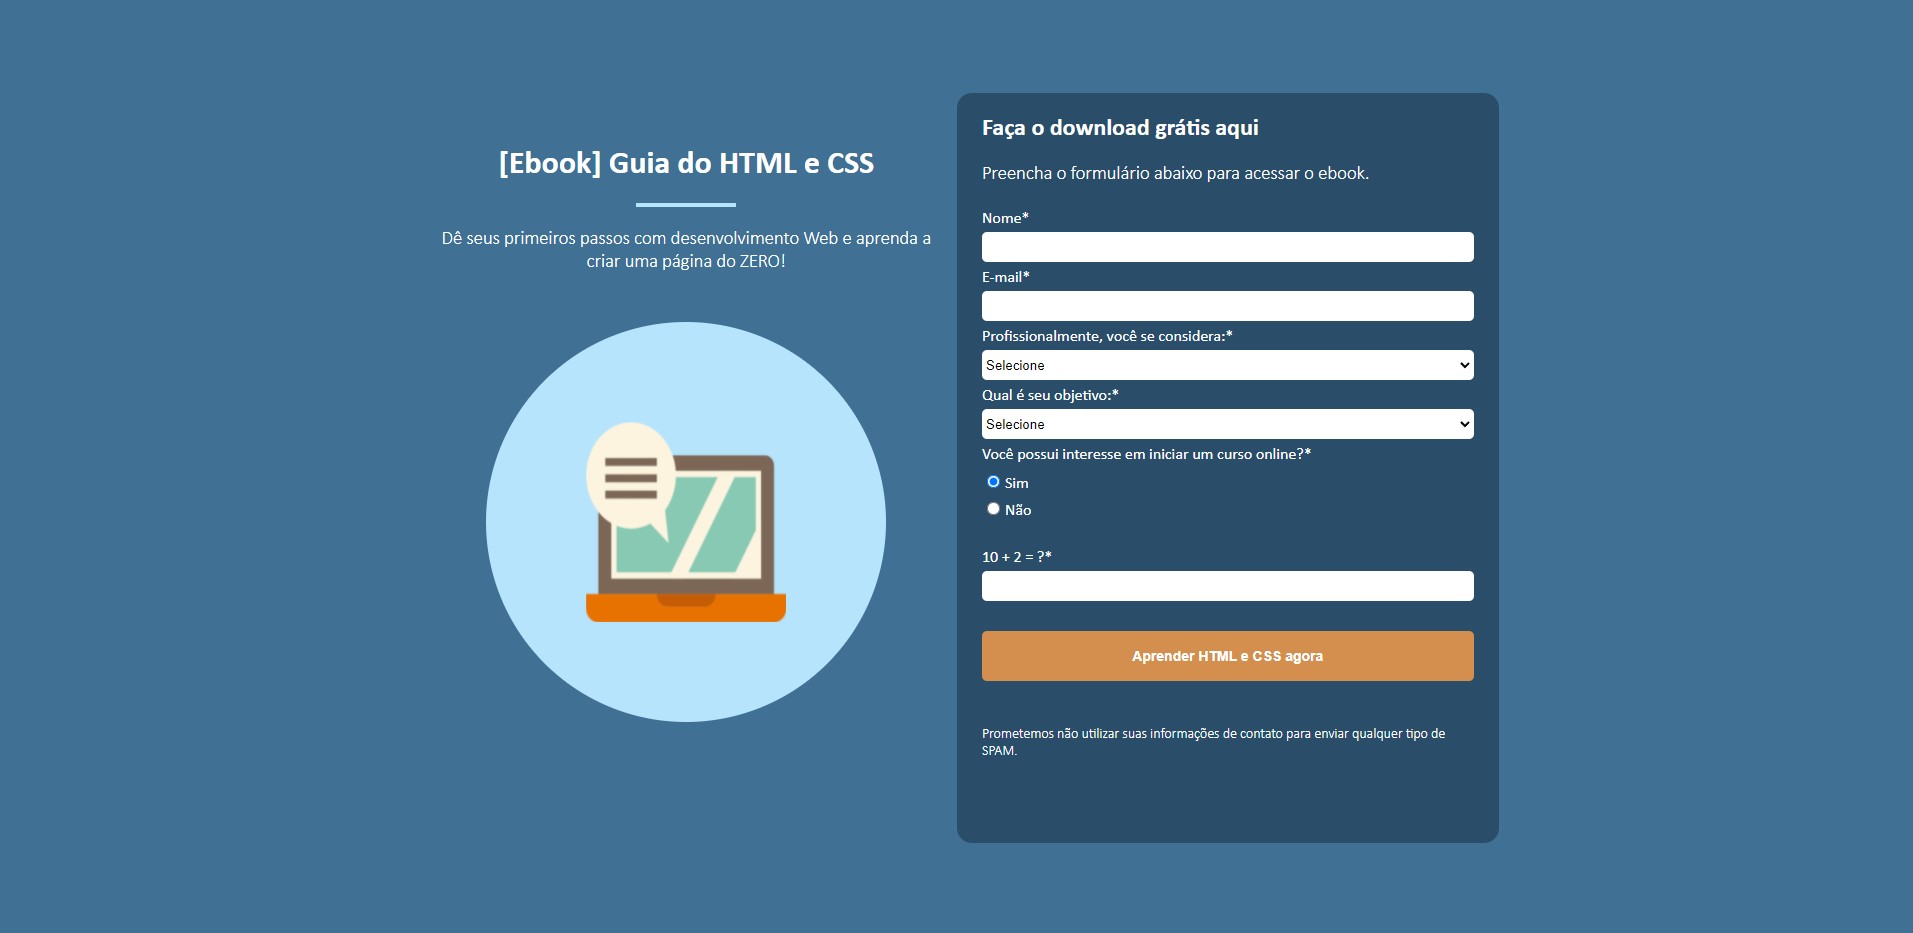 [Ebook] Guia do HTML e CSS
Dê seus primeiros passos com desenvolvimento Web e aprenda a
criar uma página do ZERO!
Faça o download grátis aqui
Preencha o formulário abaixo para acessar o ebook.
Nome*
E-mail*
Profissionalmente, você se considera:*
Selecione
Qual é seu objetivo:*
Selecione
Você possui interesse em iniciar um curso online?*
Sim
Não
10 + 2 = ?*
Aprender HTML e CSS agora
Prometemos não utilizar suas informações de contato para enviar qualquer tipo de
SPAM.